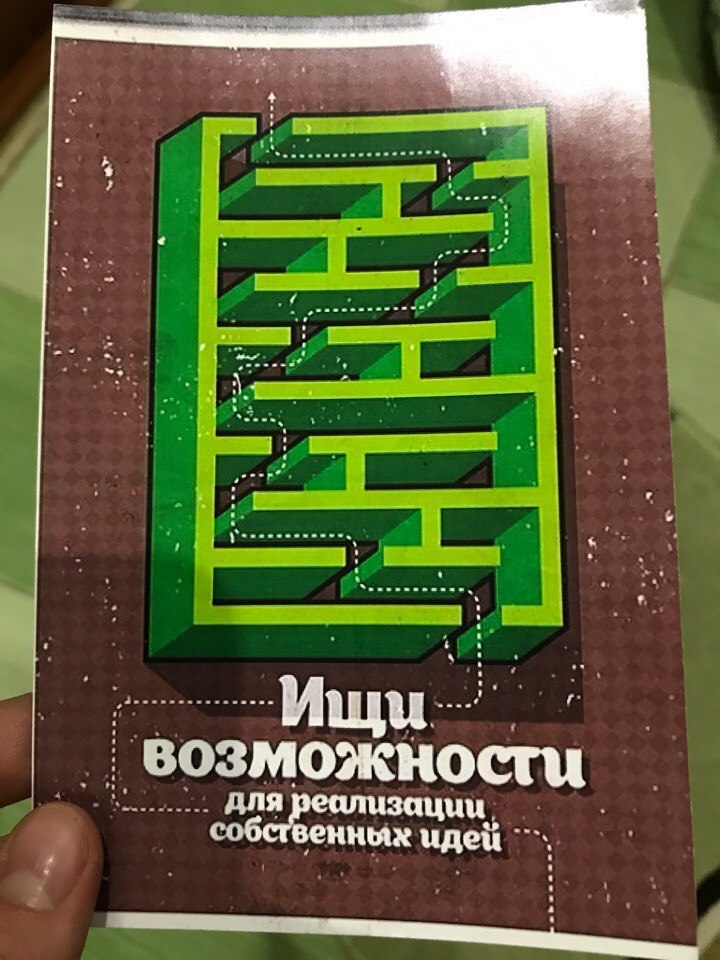 Ищи
возможности
для реализации
собственных идей